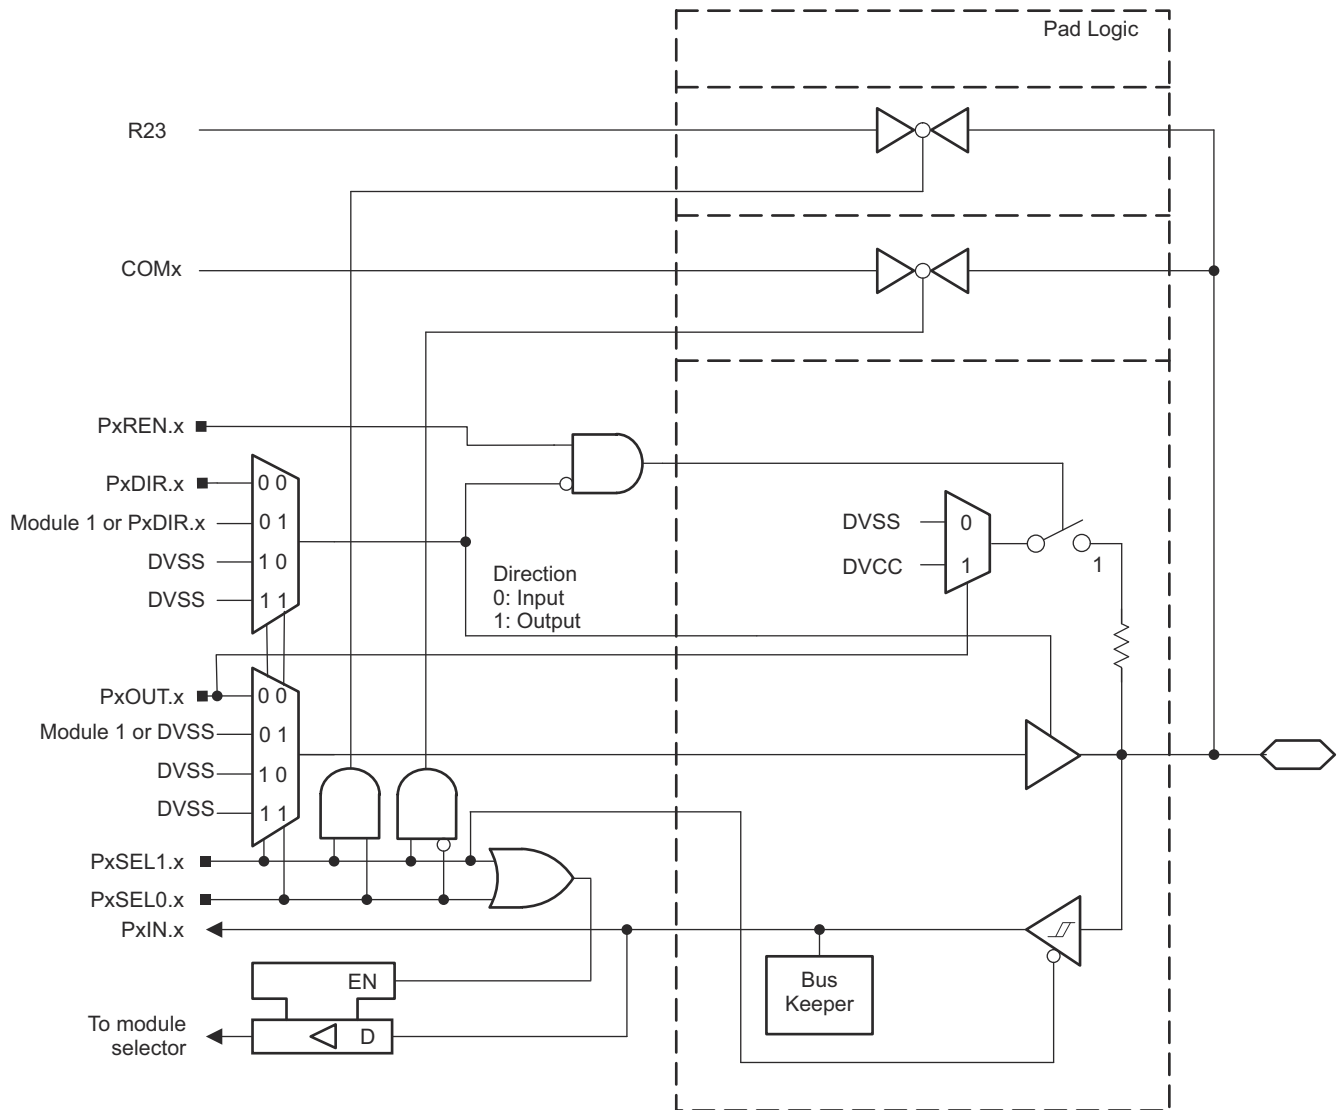 Pad Logic
R23
COMx
PxREN.x
PxDIR.x
0 0
Module 1 or PxDIR.x
0 1
DVSS
1 0
DVSS
1 1
Direction
0: Input
1: Output
DVSS
0
DVCC
1
1
PxOUT.x
0 0
Module 1 or DVSS
0 1
DVSS
1 0
DVSS
1 1
PxSEL1.x
PxSEL0.x
PxIN.x
Bus
Keeper
EN
To module
selector
D